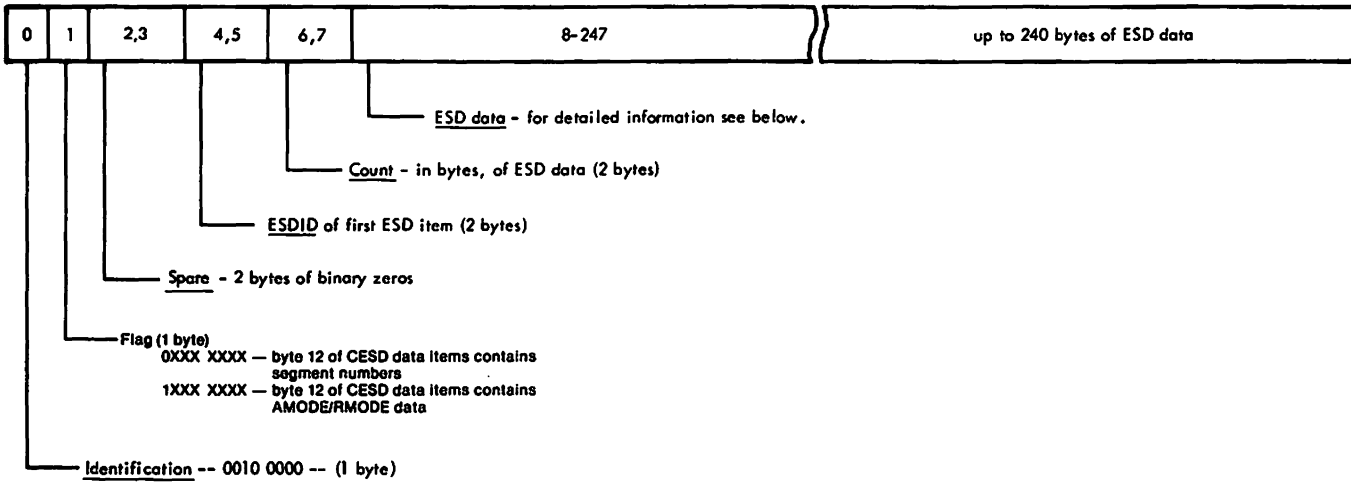 0 1 2,3 4,5 6,7 8-247 up to 240 bytes of ESD data
ESD data - for detailed information see below.
Count - in bytes, of ESD data (2 bytes)
ESDID of first ESD item (2 bytes)
Spare - 2 bytes of binary zeros
Flag (1 byte)
0XXX XXXX — byte 12 of CESD data items contains
segment numbers
1XXX XXXX — byte 12 of CESD data items contains
AMODE/RMODE data
Identification -- 0010 0000 -- (1 byte)